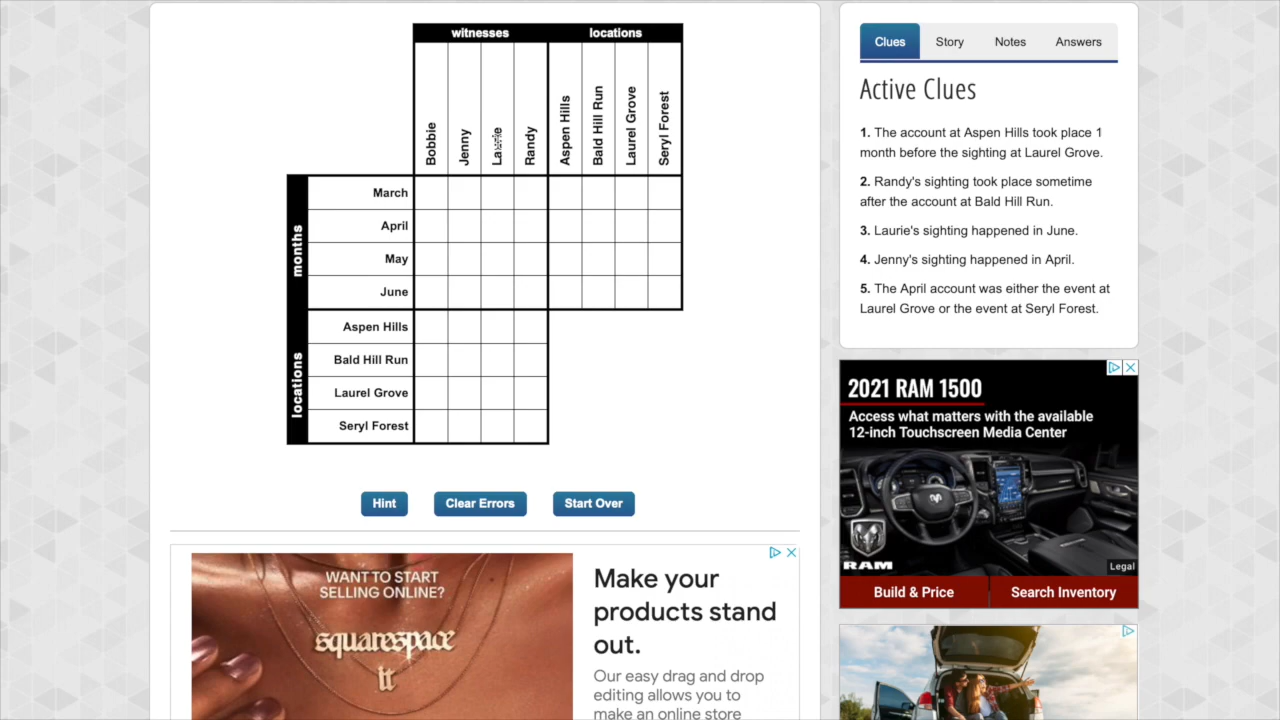 witnesses
locations
Bobbie
Jenny
Laurie
Randy
Aspen Hills
Bald Hill Run
Laurel Grove
Seryl Forest
months
March
April
May
June
locations
Aspen Hills
Bald Hill Run
Laurel Grove
Seryl Forest
Hint
Clear Errors
Start Over
Clues
Story
Notes
Answers
Active Clues
1. The account at Aspen Hills took place 1
month before the sighting at Laurel Grove.
2. Randy's sighting took place sometime
after the account at Bald Hill Run.
3. Laurie's sighting happened in June.
4. Jenny's sighting happened in April.
5. The April account was either the event at
Laurel Grove or the event at Seryl Forest.
2021 RAM 1500
Access what matters with the available
12-inch Touchscreen Media Center
RAM
Legal
Build & Price
Search Inventory
WANT TO START
SELLING ONLINE?
squarespace
it
Make your
products stand
out.
Our easy drag and drop
editing allows you to
make an online store